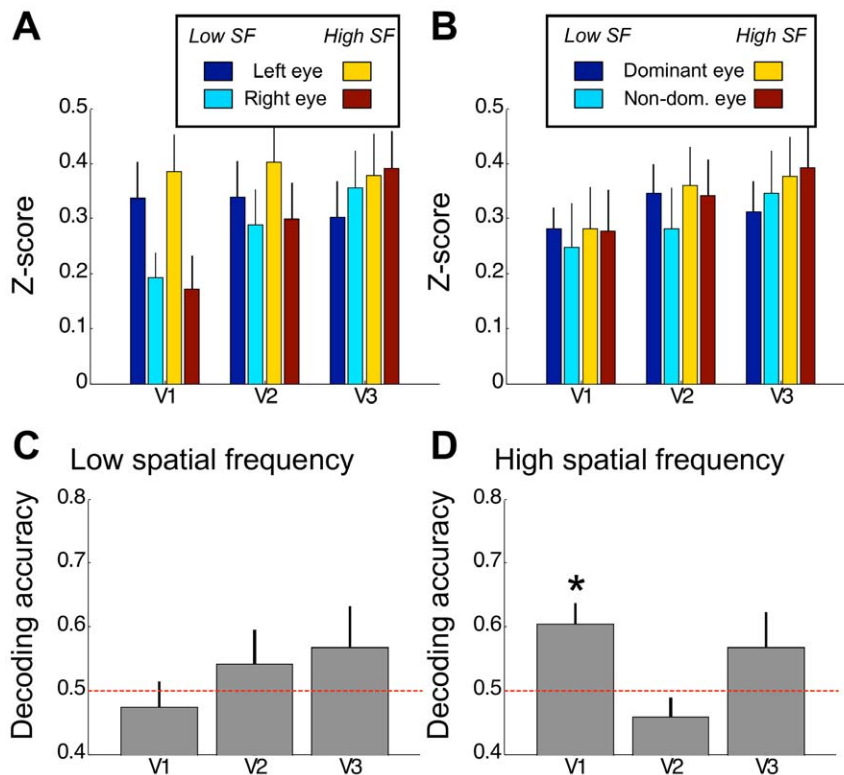 A
Low SF High SF
Left eye
Right eye
Z-score
0.5
0.4
0.3
0.2
0.1
0
V1 V2 V3
B
Low SF High SF
Dominant eye
Non-dom. eye
Z-score
0.5
0.4
0.3
0.2
0.1
0
V1 V2 V3
C Low spatial frequency
Decoding accuracy
0.8
0.7
0.6
0.5
0.4
V1 V2 V3
D High spatial frequency
Decoding accuracy
0.8
0.7
0.6
0.5
0.4
*
V1 V2 V3